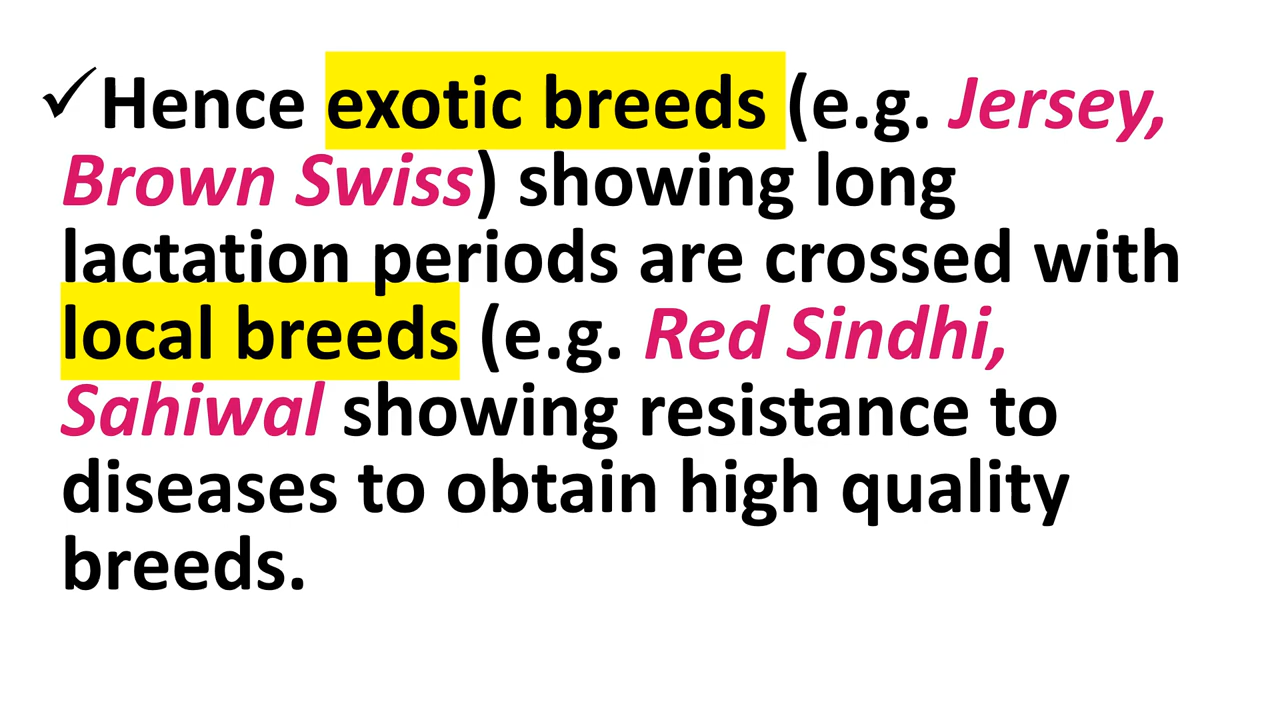 ✓Hence exotic breeds (e.g. Jersey,
Brown Swiss) showing long
lactation periods are crossed with
local breeds (e.g. Red Sindhi,
Sahiwal showing resistance to
diseases to obtain high quality
breeds.